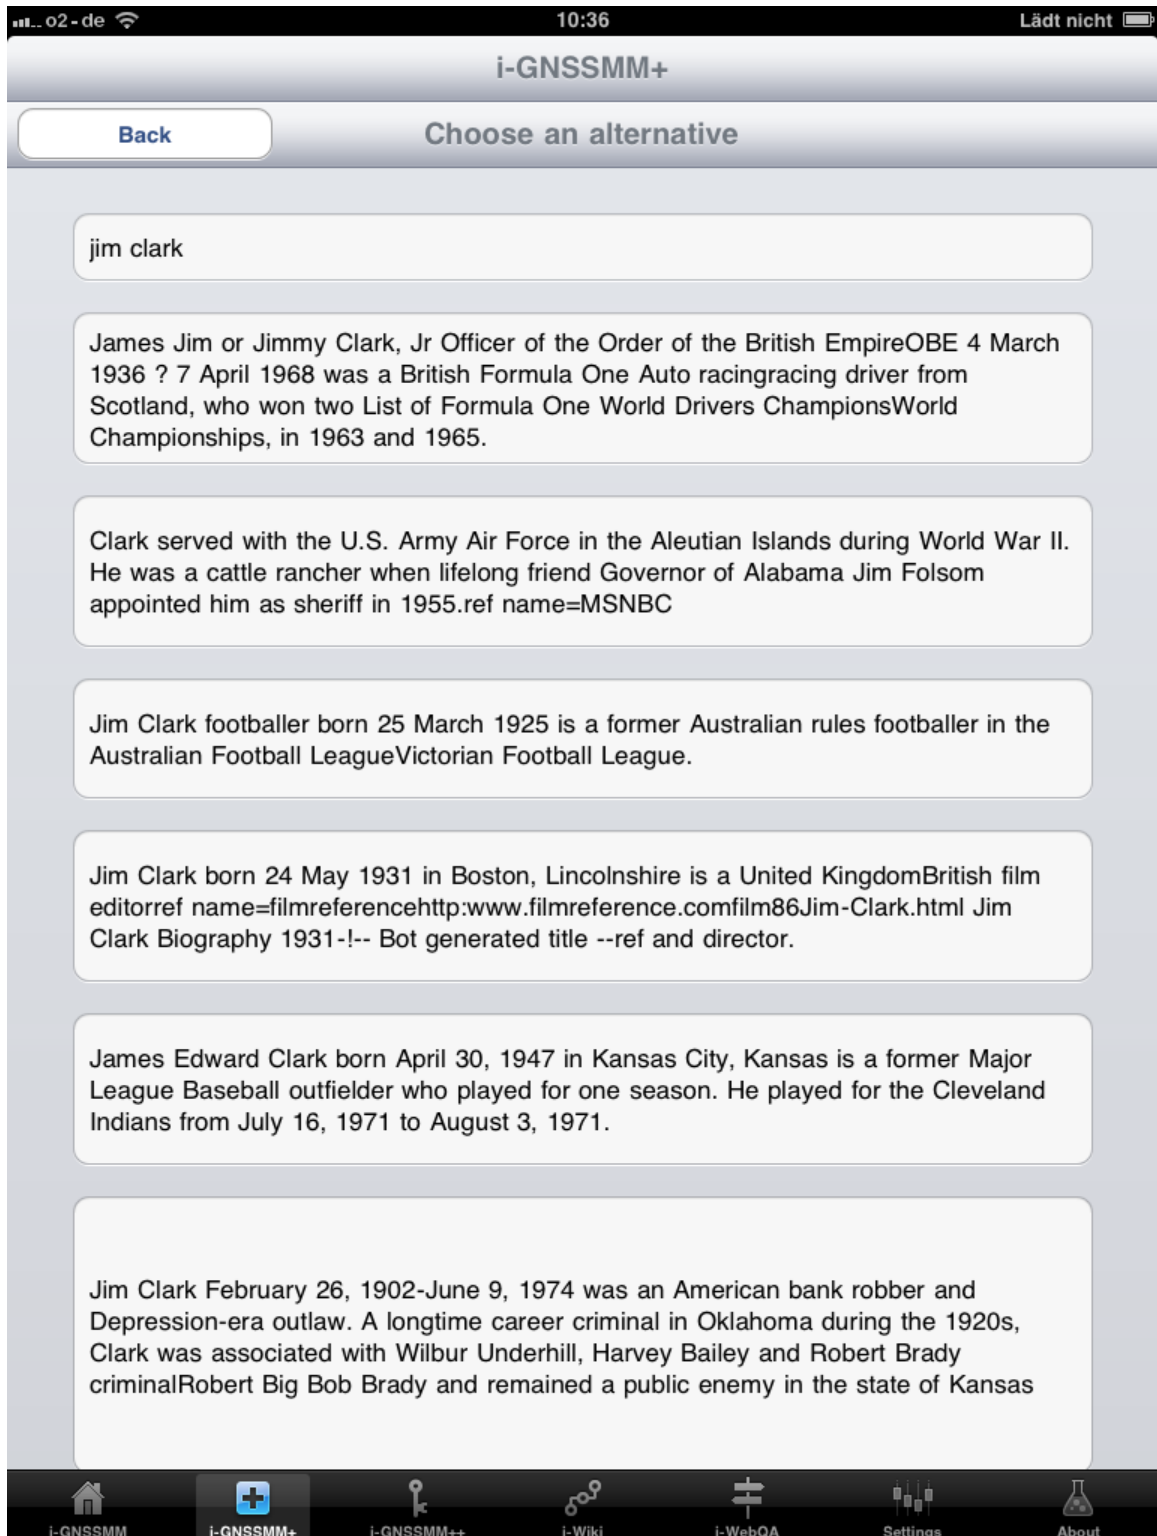 o2-de
10:36
Lädt nicht
i-GNSSMM+
Back
Choose an alternative
jim clark
James Jim or Jimmy Clark, Jr Officer of the Order of the British EmpireOBE 4 March
1936 ? 7 April 1968 was a British Formula One Auto racingracing driver from
Scotland, who won two List of Formula One World Drivers ChampionsWorld
Championships, in 1963 and 1965.
Clark served with the U.S. Army Air Force in the Aleutian Islands during World War II.
He was a cattle rancher when lifelong friend Governor of Alabama Jim Folsom
appointed him as sheriff in 1955.ref name=MSNBC
Jim Clark footballer born 25 March 1925 is a former Australian rules footballer in the
Australian Football LeagueVictorian Football League.
Jim Clark born 24 May 1931 in Boston, Lincolnshire is a United KingdomBritish film
editorref name=filmreferencehttp:www.filmreference.comfilm86Jim-Clark.html Jim
Clark Biography 1931-!-- Bot generated title --ref and director.
James Edward Clark born April 30, 1947 in Kansas City, Kansas is a former Major
League Baseball outfielder who played for one season. He played for the Cleveland
Indians from July 16, 1971 to August 3, 1971.
Jim Clark February 26, 1902-June 9, 1974 was an American bank robber and
Depression-era outlaw. A longtime career criminal in Oklahoma during the 1920s,
Clark was associated with Wilbur Underhill, Harvey Bailey and Robert Brady
criminalRobert Big Bob Brady and remained a public enemy in the state of Kansas
i-GNSSMM i-GNSSMM+ i-GNSSMM++ i-Wiki i-WebQA Settings About